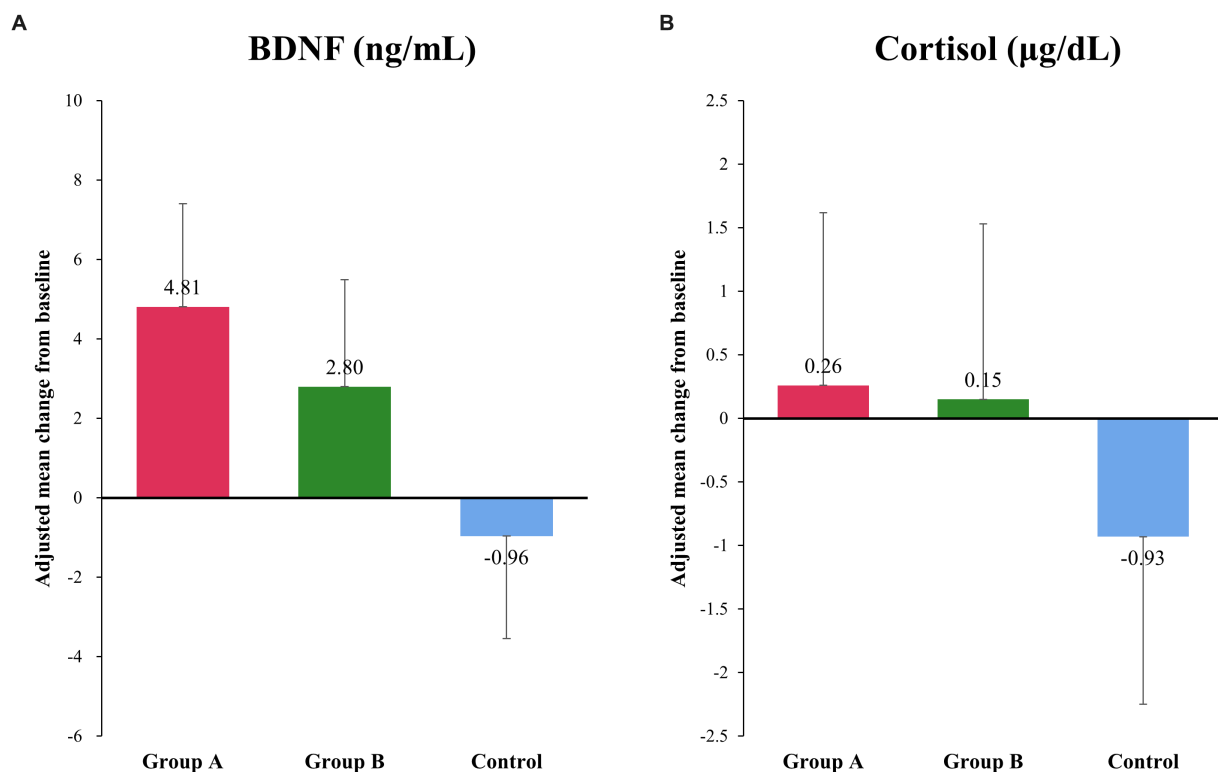 A
BDNF (ng/mL)
Adjusted mean change from baseline
10
8
6
4
2
0
-2
-4
-6
4.81
2.80
-0.96
Group A
Group B
Control
B
Cortisol (μg/dL)
Adjusted mean change from baseline
2.5
2
1.5
1
0.5
0
-0.5
-1
-1.5
-2
-2.5
0.26
0.15
-0.93
Group A
Group B
Control